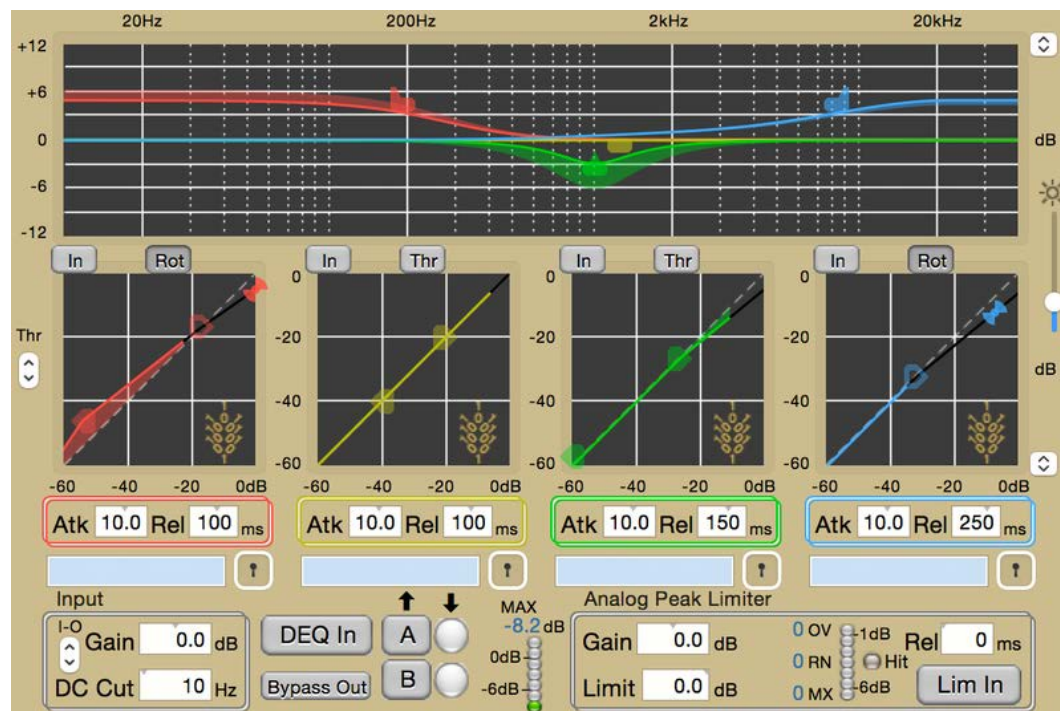 20Hz 200Hz 2kHz 20kHz
+12
+6
0
-6
-12
dB
In Rot In Thr In Thr In Rot
Thr
dB
0 0 0 0
-20 -20 -20 -20
-40 -40 -40 -40
-60 -60 -60 -60
-60 -40 -20 0dB -60 -40 -20 0dB -60 -40 -20 0dB -60 -40 -20 0dB
Atk 10.0 Rel 100 ms Atk 10.0 Rel 100 ms Atk 10.0 Rel 150 ms Atk 10.0 Rel 250 ms
Input
I-O
Gain 0.0 dB
DC Cut 10 Hz
DEQ In
Bypass Out
A
B
MAX
-8.2 dB
0dB
-6dB
Analog Peak Limiter
Gain 0.0 dB
Limit 0.0 dB
0 OV
0 RN
0 MX
-1dB
Hit
-6dB
Rel 0 ms
Lim In